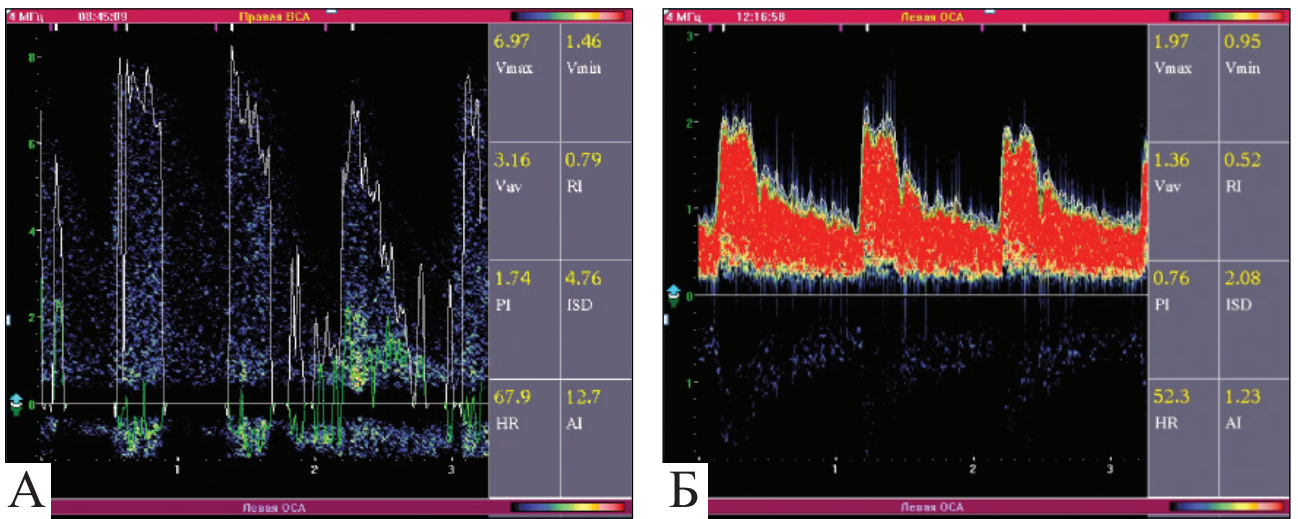 4 МГц 08:45:09 Правая ВСА
8
6
4
2
0
1 2 3
6.97 1.46
Vmax Vmin
3.16 0.79
Vav RI
1.74 4.76
PI ISD
67.9 12.7
HR AI
Левая ОСА
А
4 МГц 12:16:58 Левая ОСА
3
2
1
0
1
1 2 3
1.97 0.95
Vmax Vmin
1.36 0.52
Vav RI
0.76 2.08
PI ISD
52.3 1.23
HR AI
Левая ОСА
Б